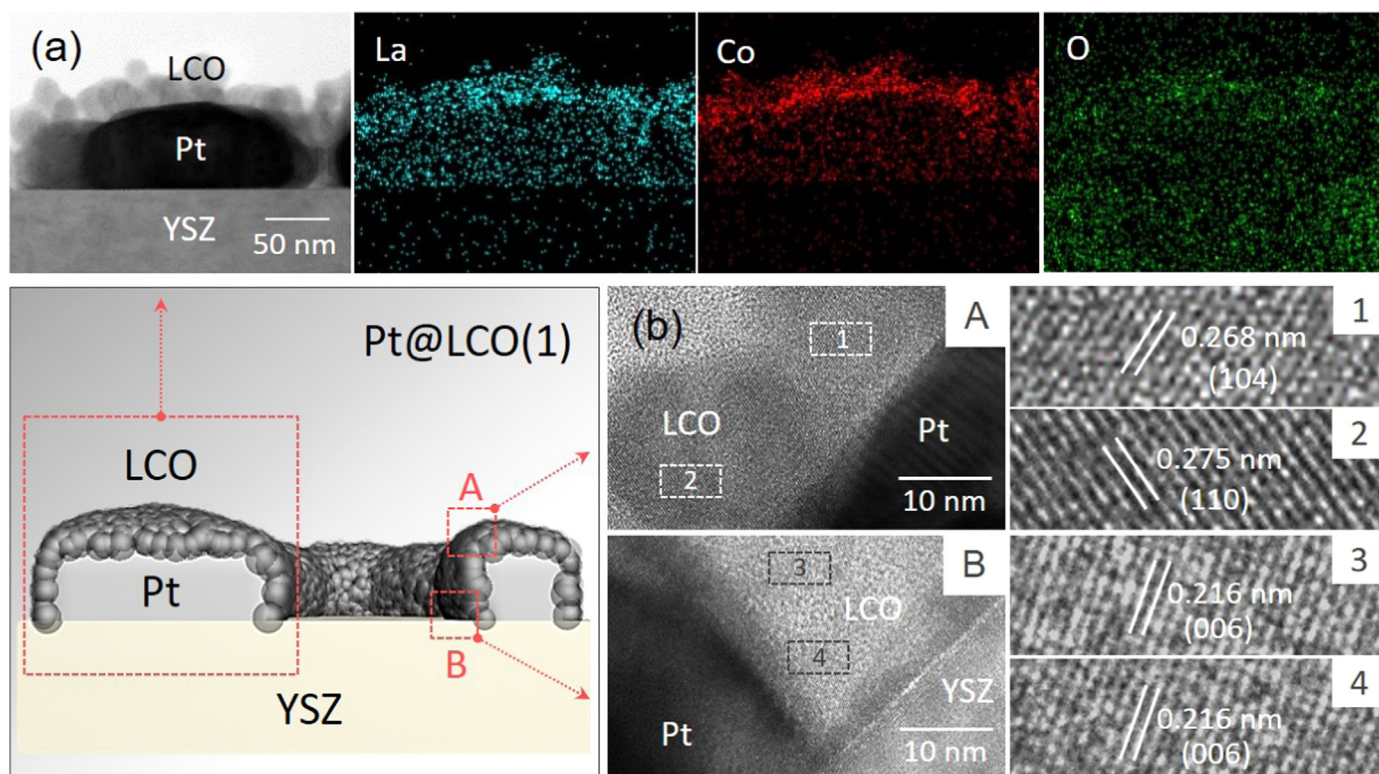 (a)
LCO
Pt
YSZ
50 nm
La
Co
O
Pt@LCO(1)
LCO
A
Pt
B
YSZ
(b)
A
1
LCO
Pt
2
10 nm
1
0.268 nm
(104)
2
0.275 nm
(110)
B
3
LCO
4
YSZ
Pt
10 nm
3
0.216 nm
(006)
4
0.216 nm
(006)